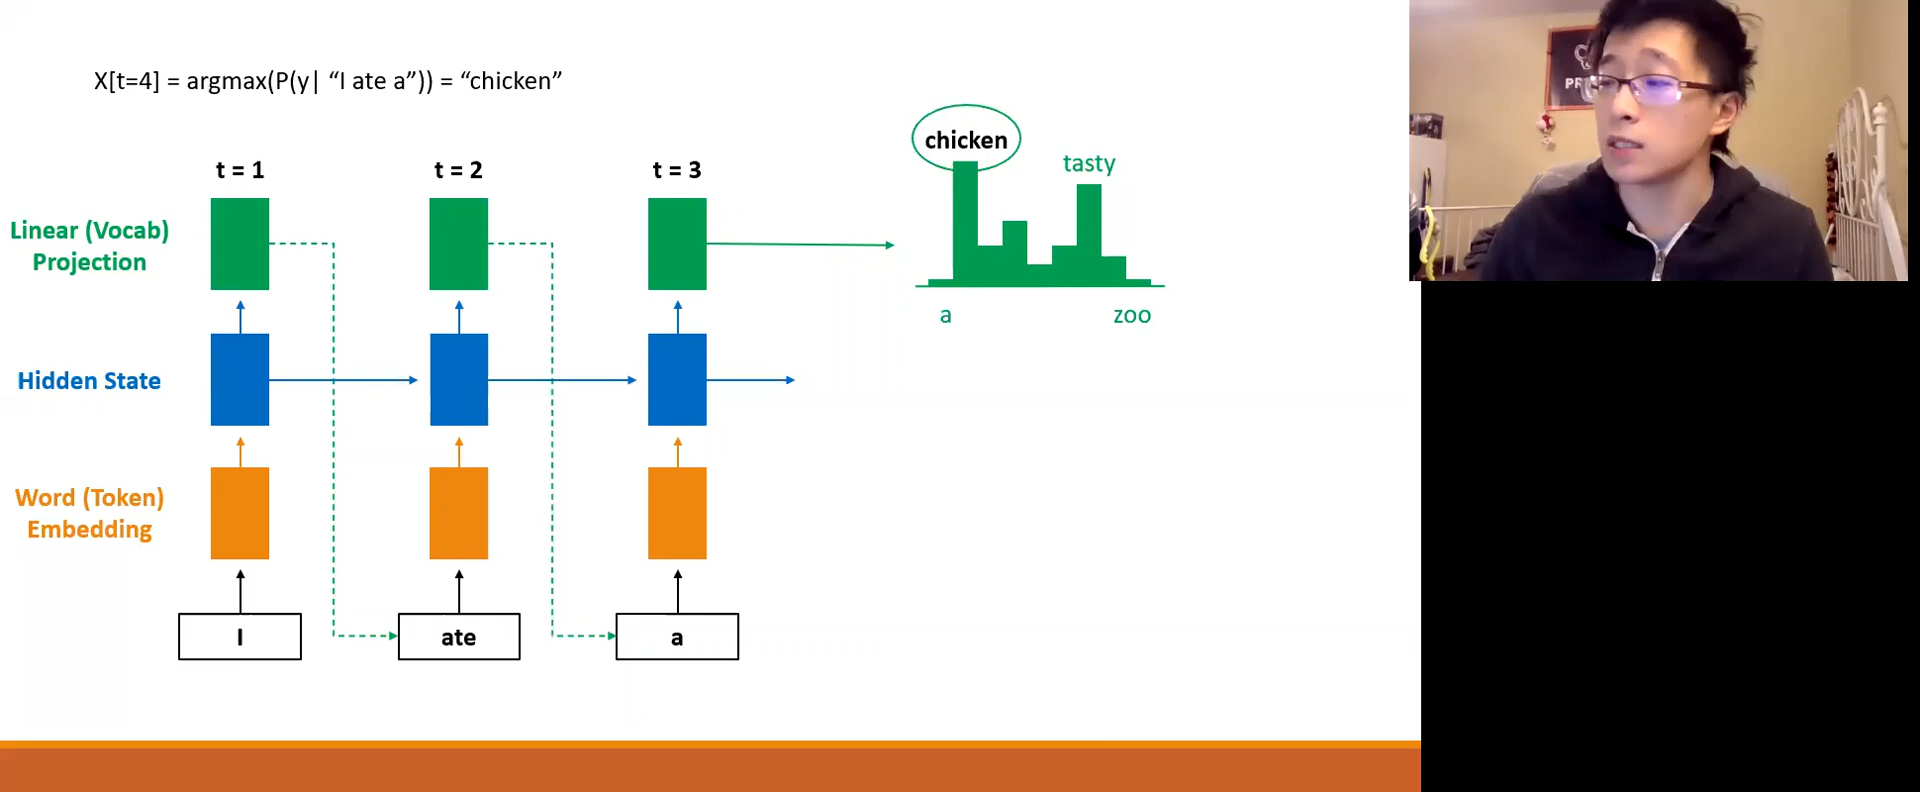 X[t=4] = argmax(P(y| “I ate a”)) = “chicken”
t = 1
t = 2
t = 3
chicken
tasty
a
zoo
Linear (Vocab)
Projection
Hidden State
Word (Token)
Embedding
I
ate
a